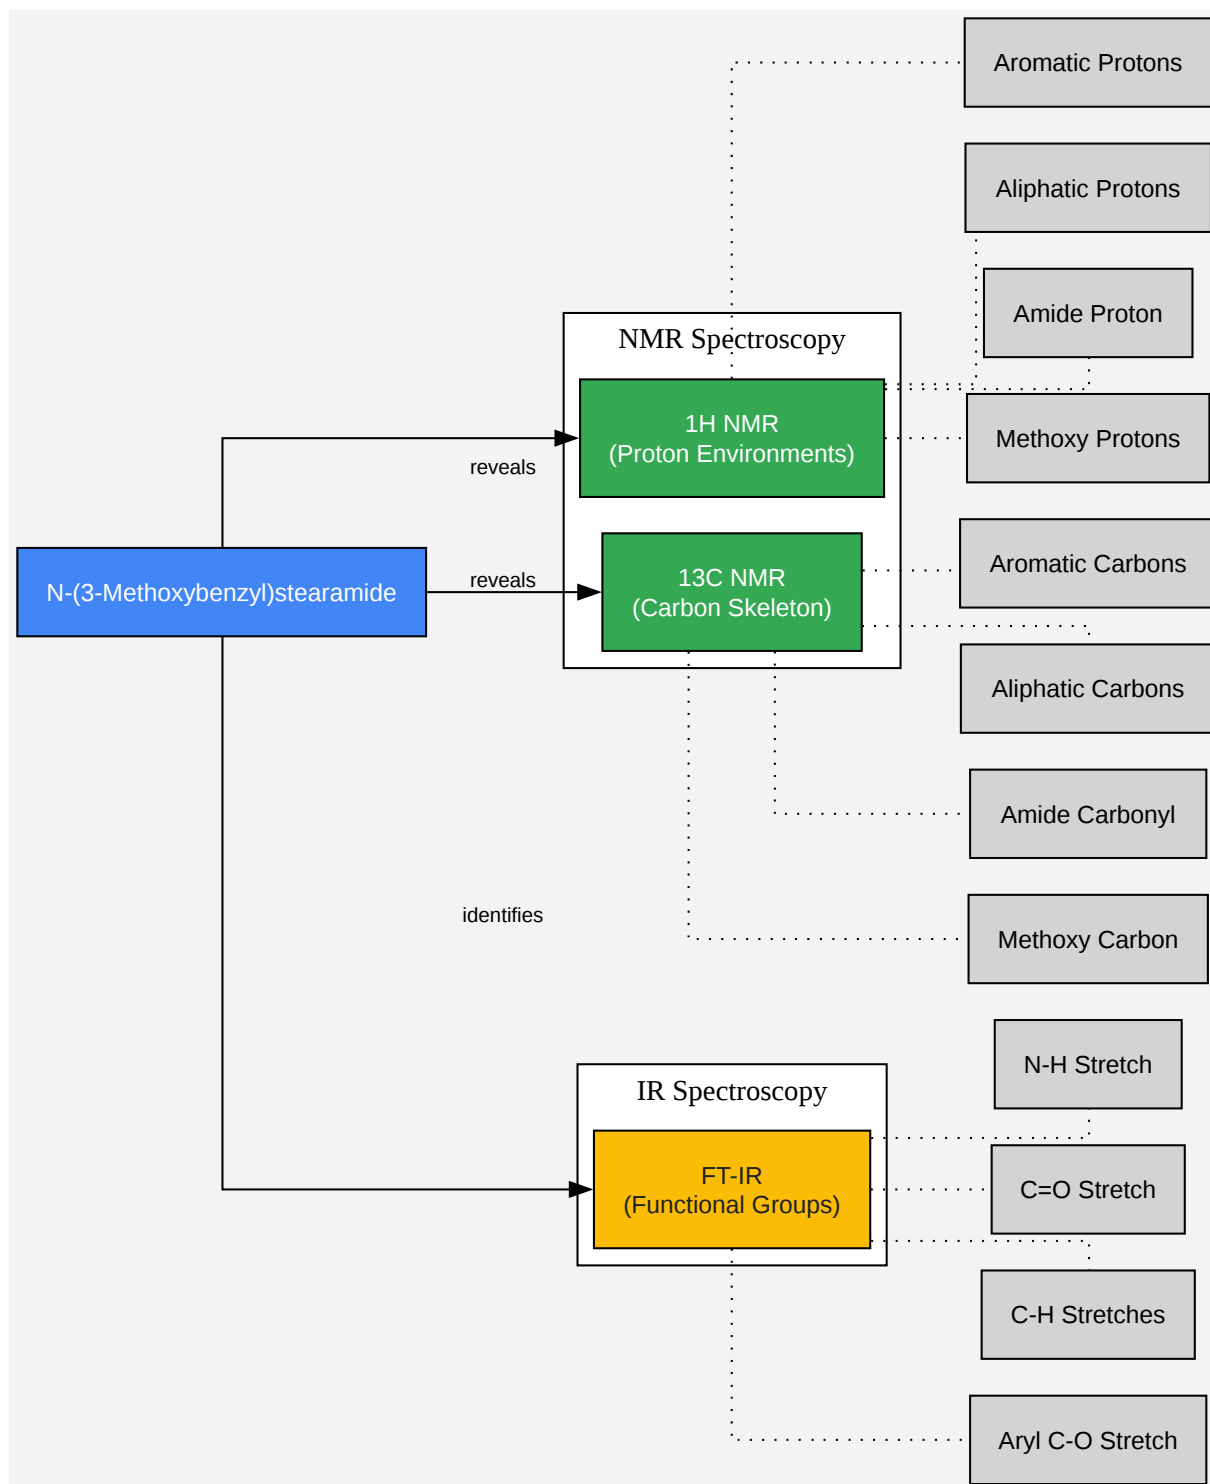 Aromatic Protons
Aliphatic Protons
Amide Proton
NMR Spectroscopy
1H NMR
(Proton Environments)
Methoxy Protons
reveals
N-(3-Methoxybenzyl)stearamide
reveals
13C NMR
(Carbon Skeleton)
Aromatic Carbons
Aliphatic Carbons
Amide Carbonyl
identifies
Methoxy Carbon
N-H Stretch
IR Spectroscopy
FT-IR
(Functional Groups)
C=O Stretch
C-H Stretches
Aryl C-O Stretch